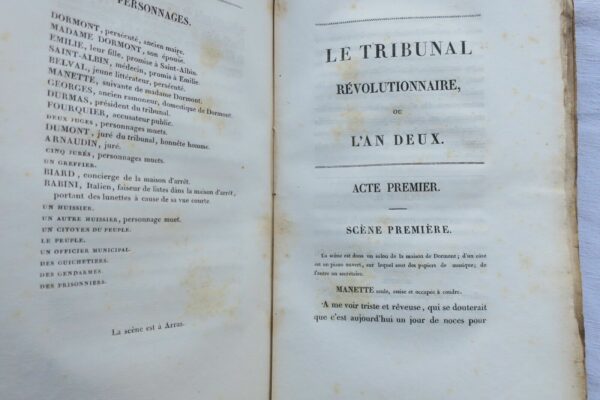 PERSONNAGES.
DORMONT, persécuté, ancien maire.
MADAME DORMONT, son épouse.
EMILIE, leur fille, promise à Saint-Albin.
SAINT-ALBIN, médecin, promis à Emilie.
BELVAL, jeune littérateur, persécuté.
MANETTE, suivante de madame Dormont.
GEORGES, ancien ramoneur, domestique de Dormont.
DURMAS, président du tribunal.
FOURQUIER, accusateur public.
DEUX JUGES, personnages muets.
DUMONT, juré du tribunal, honnête homme.
ARNAUDIN, juré.
CINQ JURÉS, personnages muets.
UN GREFFIER.
BIARD, concierge de la maison d'arrêt.
RABINI, Italien, faiseur de listes dans la maison d'arrêt,
portant des lunettes à cause de sa vue courte
UN HUISSIER.
UN AUTRE HUISSIER, personnage muet.
UN CITOYEN DU PEUPLE.
LE PEUPLE.
UN OFFICIER MUNICIPAL.
DES GUICHETIERS.
DES GENDARMES.
DES PRISONNIERS.
La scène est à Arras.
LE TRIBUNAL
RÉVOLUTIONNAIRE,
OU
L'AN DEUX.
ACTE PREMIER.
SCÈNE PREMIÈRE.
La scène est dans un salon de la maison de Dormont; d'un côté
est un piano ouvert, sur lequel sont des papiers de musique; de
l'autre un secrétaire.
MANETTE seule, assise et occupée à coudre.
A me voir triste et rêveuse, qui se douterait
que c'est aujourd'hui un jour de noces pour